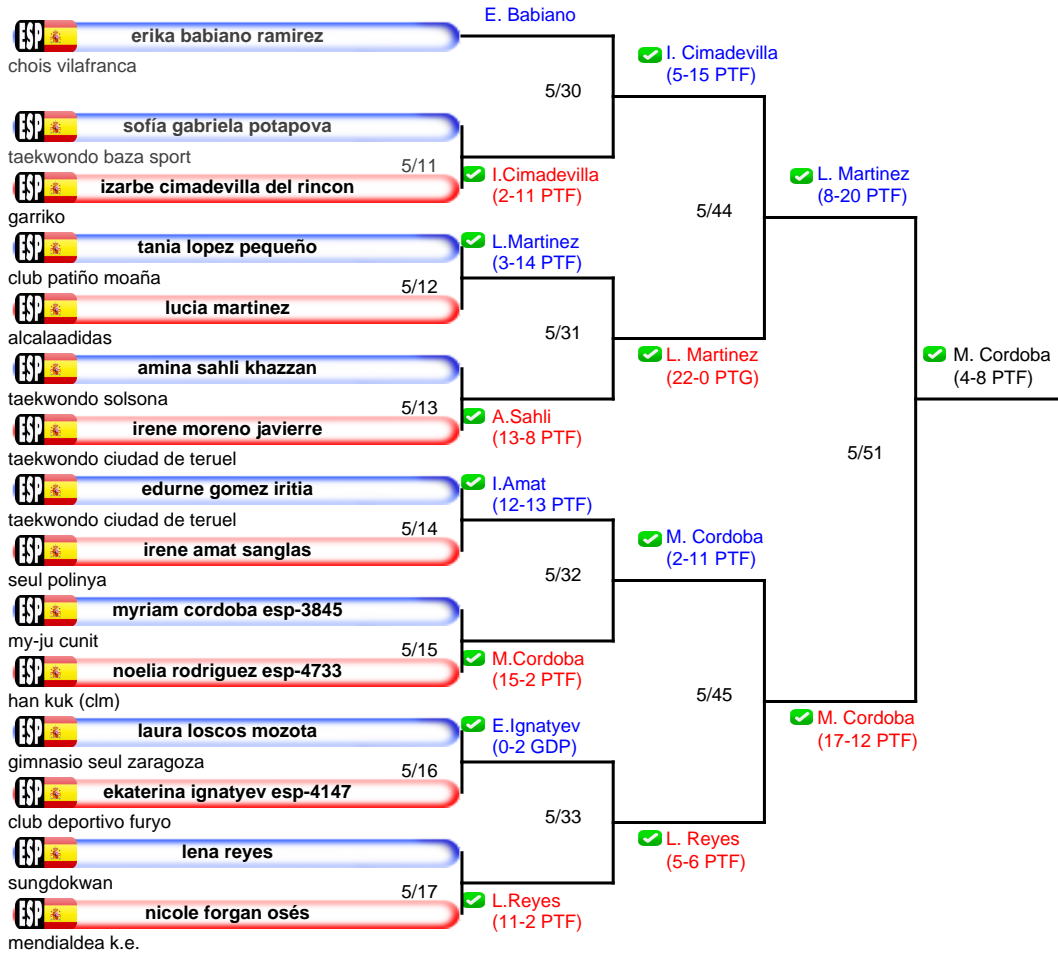 E. Babiano
ESP erika babiano ramirez
chois vilafranca
I. Cimadevilla
(5-15 PTF)
5/30
ESP sofía gabriela potapova
taekwondo baza sport
5/11
I.Cimadevilla
(2-11 PTF)
ESP izarbe cimadevilla del rincon
garriko
L. Martinez
(8-20 PTF)
5/44
ESP tania lopez pequeño
club patiño moaña
L.Martinez
(3-14 PTF)
5/12
ESP lucia martinez
alcalaadidas
5/31
L. Martinez
(22-0 PTG)
ESP amina sahli khazzan
taekwondo solsona
5/13
A.Sahli
(13-8 PTF)
ESP irene moreno javierre
taekwondo ciudad de teruel
M. Cordoba
(4-8 PTF)
5/51
ESP edurne gomez iritia
taekwondo ciudad de teruel
I.Amat
(12-13 PTF)
5/14
ESP irene amat sanglas
seul polinya
M. Cordoba
(2-11 PTF)
5/32
ESP myriam cordoba esp-3845
my-ju cunit
5/15
M.Cordoba
(15-2 PTF)
ESP noelia rodriguez esp-4733
han kuk (clm)
5/45
M. Cordoba
(17-12 PTF)
ESP laura loscos mozota
gimnasio seul zaragoza
E.Ignatyev
(0-2 GDP)
5/16
ESP ekaterina ignatyev esp-4147
club deportivo furyo
5/33
L. Reyes
(5-6 PTF)
ESP lena reyes
sungdokwan
5/17
L.Reyes
(11-2 PTF)
ESP nicole forgan osés
mendialdea k.e.